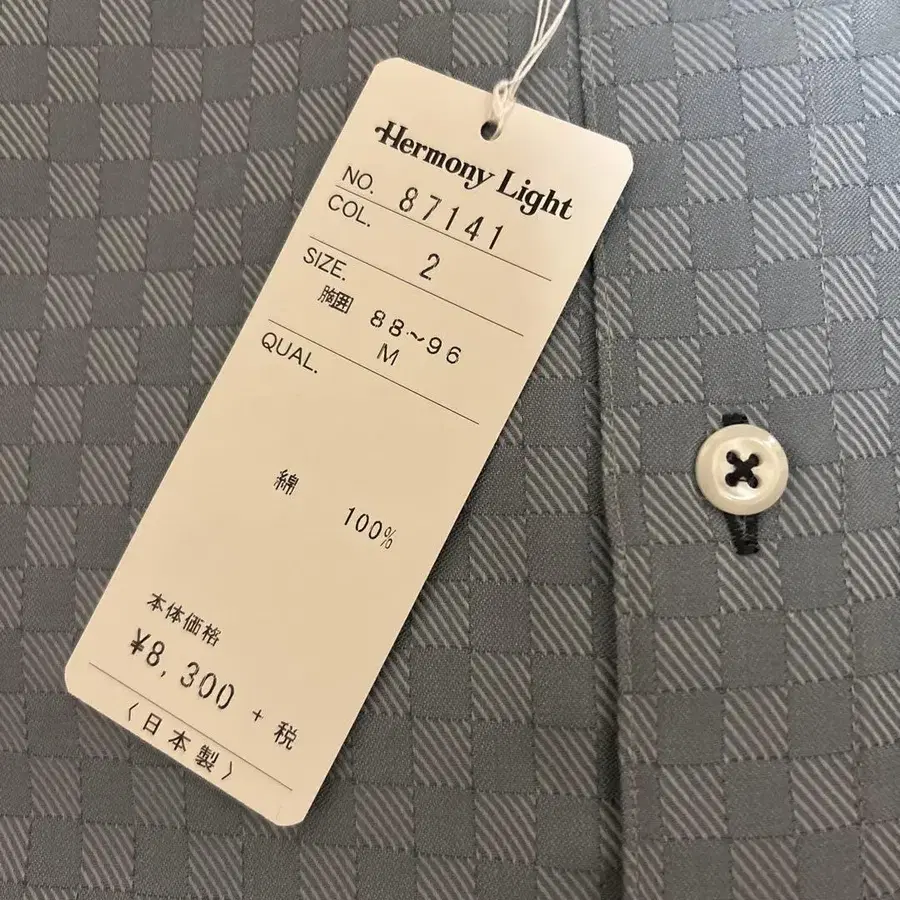 Hermony Light
NO. 87141
COL. 2
SIZE.
胸囲 88~96
M
QUAL.
綿 100%
本体価格
¥8,300 + 税
〈日本製〉